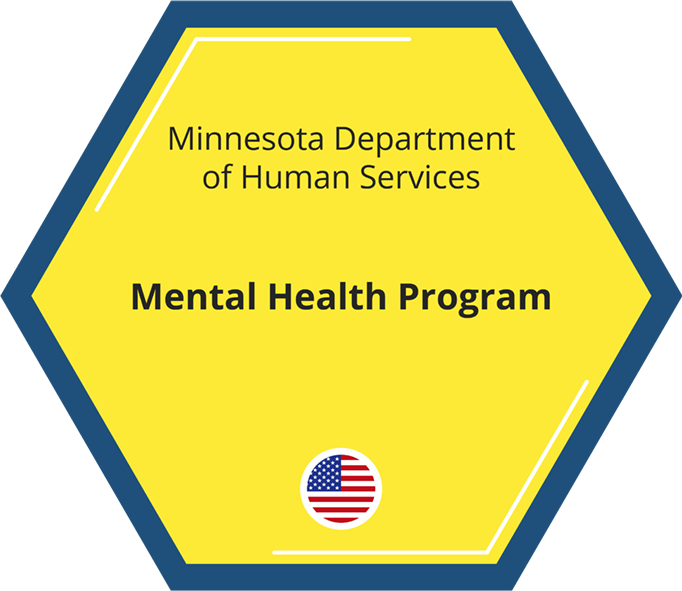 Minnesota Department
of Human Services
Mental Health Program